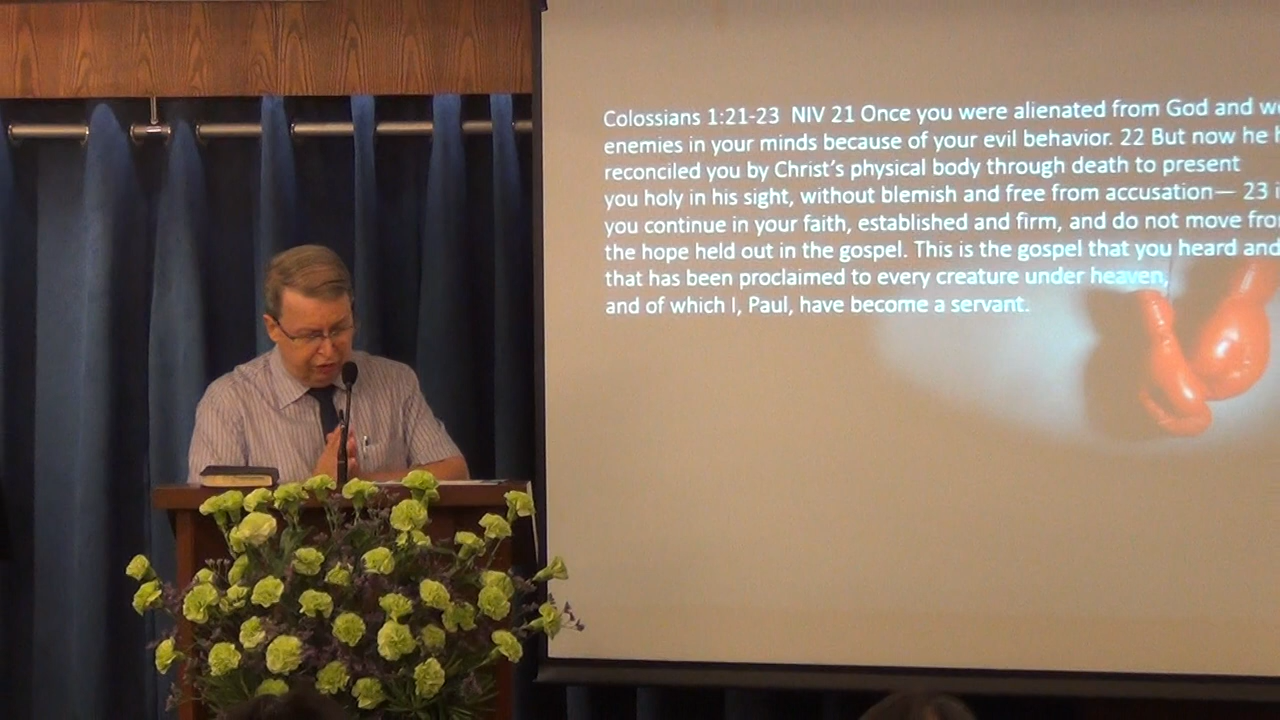 Colossians 1:21-23 NIV 21 Once you were alienated from God and
enemies in your minds because of your evil behavior. 22 But now he
reconciled you by Christ's physical body through death to present
you holy in his sight, without blemish and free from accusation— 23
you continue in your faith, established and firm, and do not move
the hope held out in the gospel. This is the gospel that you heard and
that has been proclaimed to every creature under heaven,
and of which I, Paul, have become a servant.